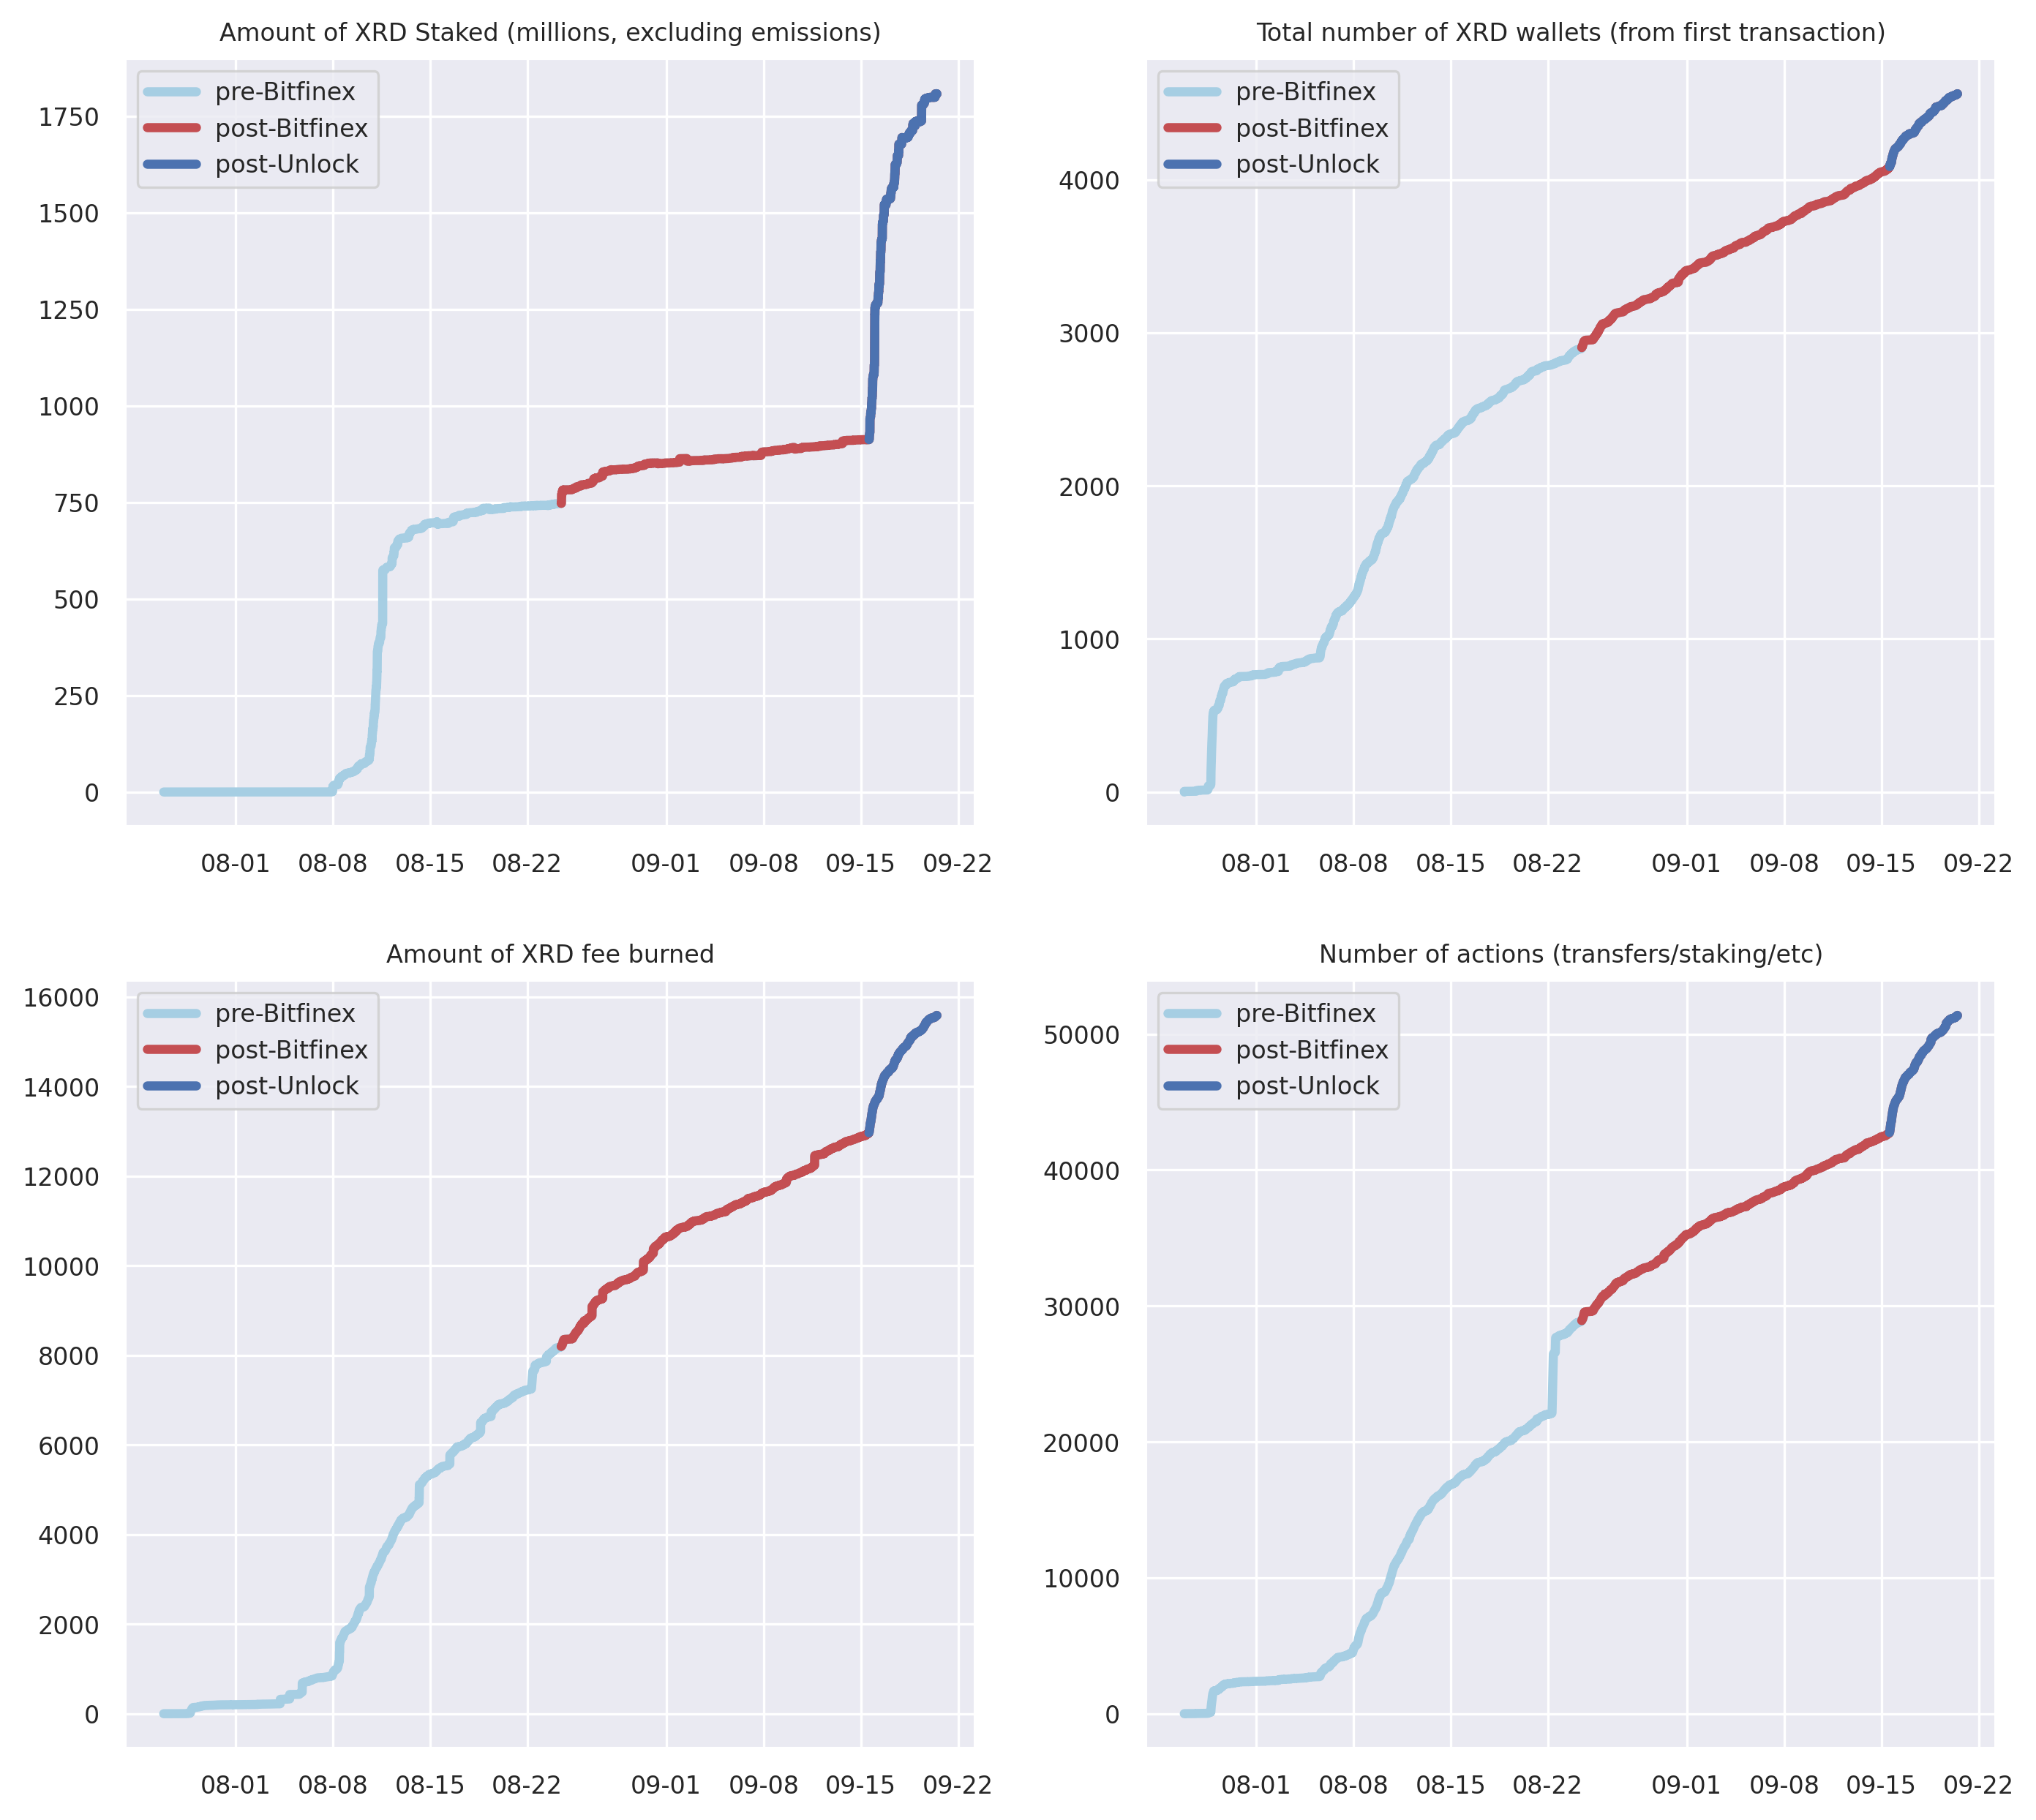 Amount of XRD Staked (millions, excluding emissions)
pre-Bitfinex
post-Bitfinex
post-Unlock
1750
1500
1250
1000
750
500
250
0
08-01 08-08 08-15 08-22 09-01 09-08 09-15 09-22
Total number of XRD wallets (from first transaction)
pre-Bitfinex
post-Bitfinex
post-Unlock
4000
3000
2000
1000
0
08-01 08-08 08-15 08-22 09-01 09-08 09-15 09-22
Amount of XRD fee burned
pre-Bitfinex
post-Bitfinex
post-Unlock
16000
14000
12000
10000
8000
6000
4000
2000
0
08-01 08-08 08-15 08-22 09-01 09-08 09-15 09-22
Number of actions (transfers/staking/etc)
pre-Bitfinex
post-Bitfinex
post-Unlock
50000
40000
30000
20000
10000
0
08-01 08-08 08-15 08-22 09-01 09-08 09-15 09-22